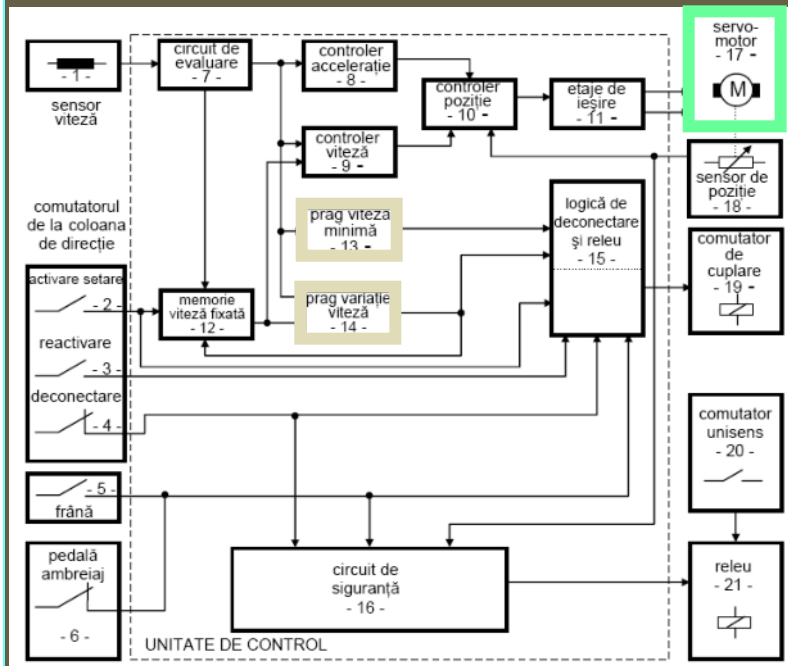 - 1 -
sensor
viteză
circuit de
evaluare
- 7 -
controler
accelerație
- 8 -
controler
poziție
- 10 -
etaje de
ieșire
- 11 -
servo-
motor
- 17 -
M
controler
viteză
- 9 -
sensor de
poziție
- 18 -
comutatorul
de la coloana
de direcție
prag viteză
minimă
- 13 -
logică de
deconectare
și releu
- 15 -
comutator
de
cuplare
- 19 -
activare setare
- 2 -
reactivare
- 3 -
deconectare
- 4 -
memorie
viteză fixată
- 12 -
prag variație
viteză
- 14 -
- 5 -
frână
comutator
unisens
- 20 -
pedală
ambreiaj
- 6 -
circuit de
siguranță
- 16 -
releu
- 21 -
UNITATE DE CONTROL